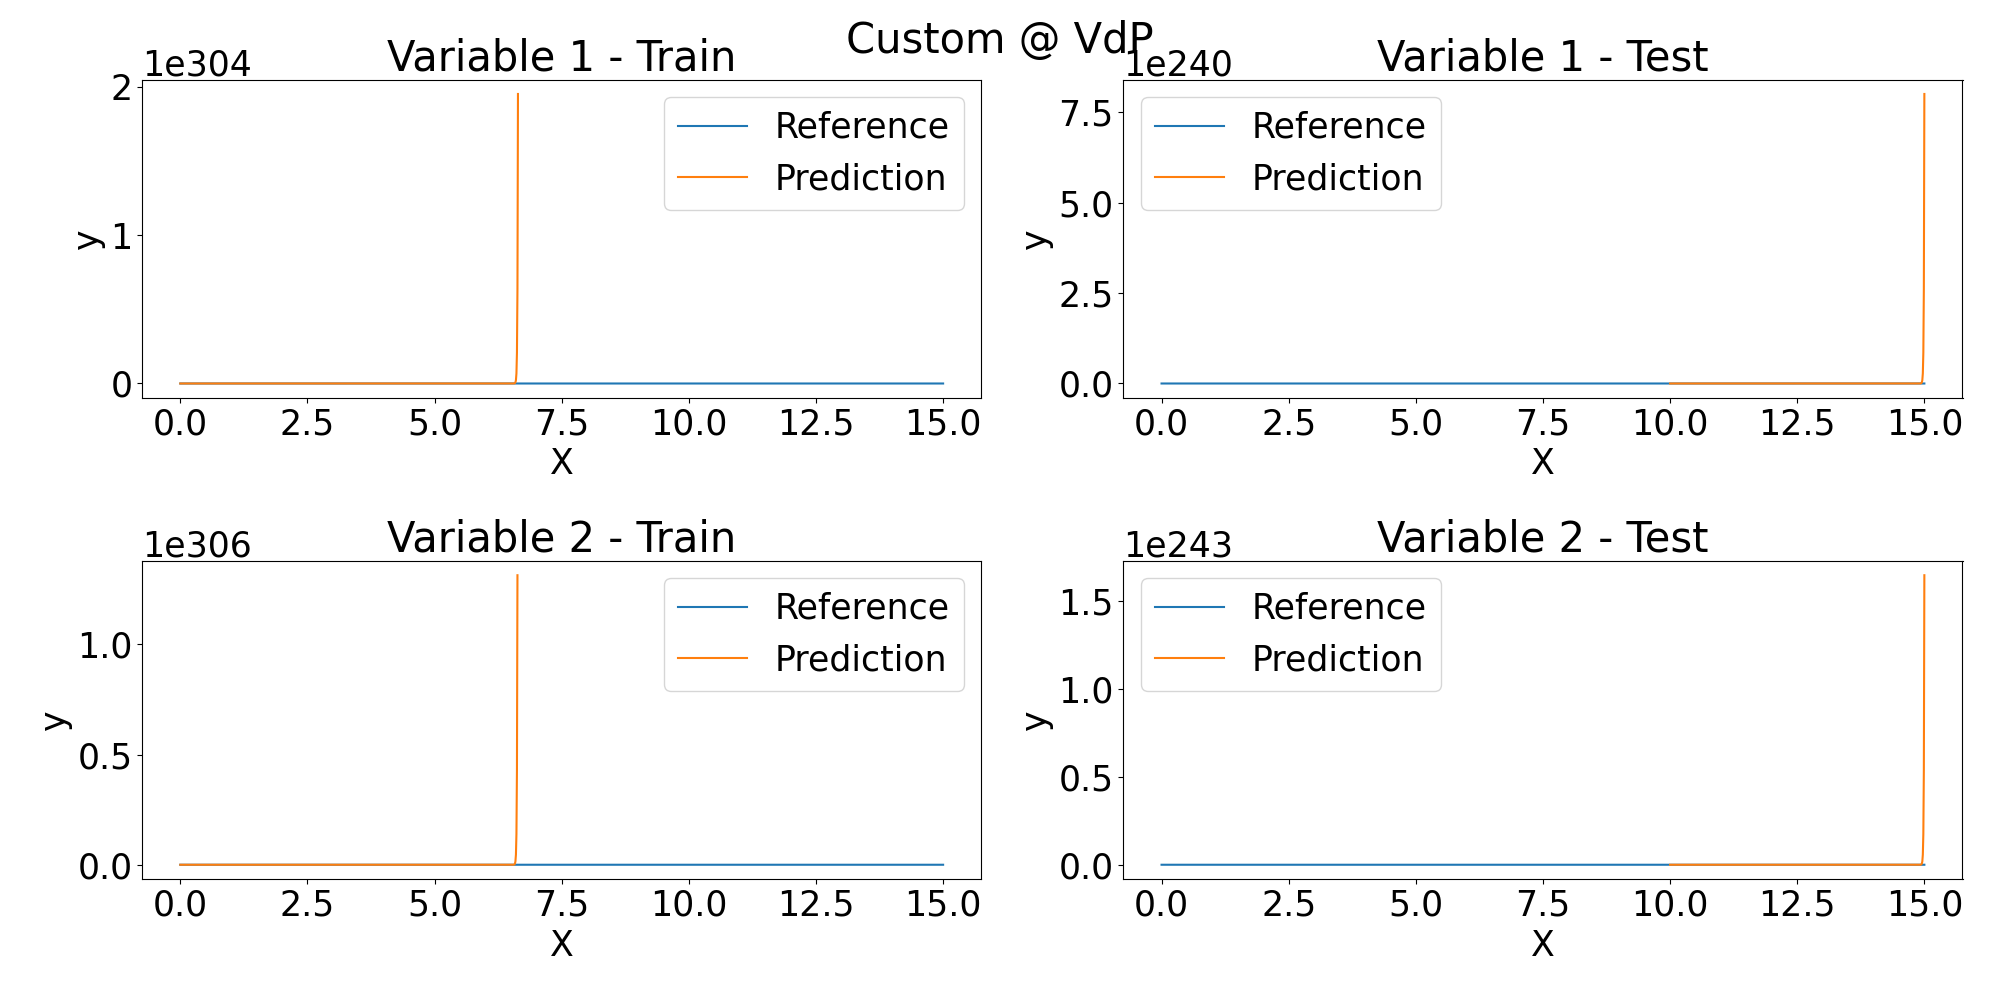 Custom @ VdP
Variable 1 - Train
1e304
2
1
0
y
Reference
Prediction
0.0 2.5 5.0 7.5 10.0 12.5 15.0
X
Variable 1 - Test
1e240
7.5
5.0
2.5
0.0
y
Reference
Prediction
0.0 2.5 5.0 7.5 10.0 12.5 15.0
X
Variable 2 - Train
1e306
1.0
0.5
0.0
y
Reference
Prediction
0.0 2.5 5.0 7.5 10.0 12.5 15.0
X
Variable 2 - Test
1e243
1.5
1.0
0.5
0.0
y
Reference
Prediction
0.0 2.5 5.0 7.5 10.0 12.5 15.0
X